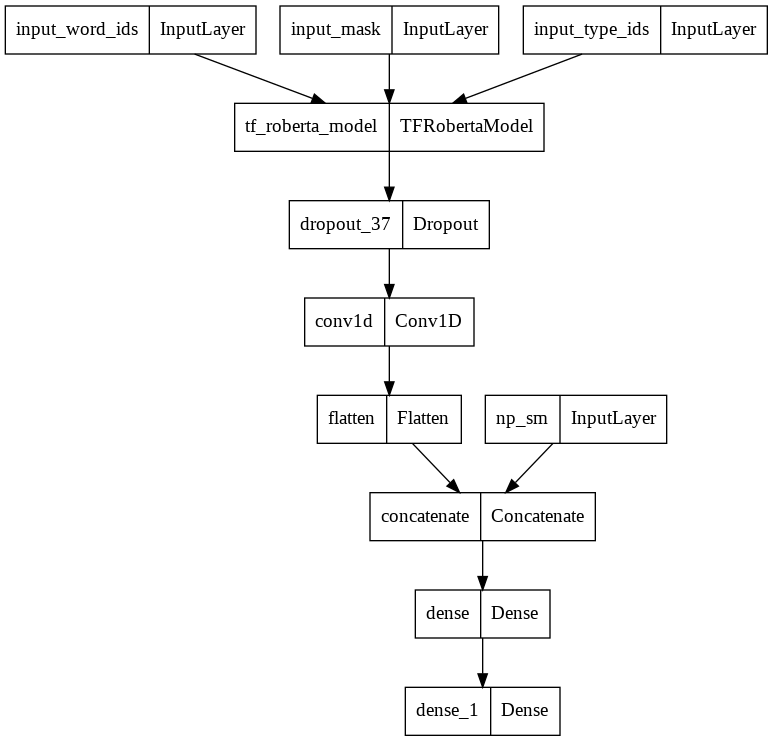 input_word_ids InputLayer input_mask InputLayer input_type_ids InputLayer
tf_roberta_model TFRobertaModel
dropout_37 Dropout
conv1d Conv1D
flatten Flatten np_sm InputLayer
concatenate Concatenate
dense Dense
dense_1 Dense